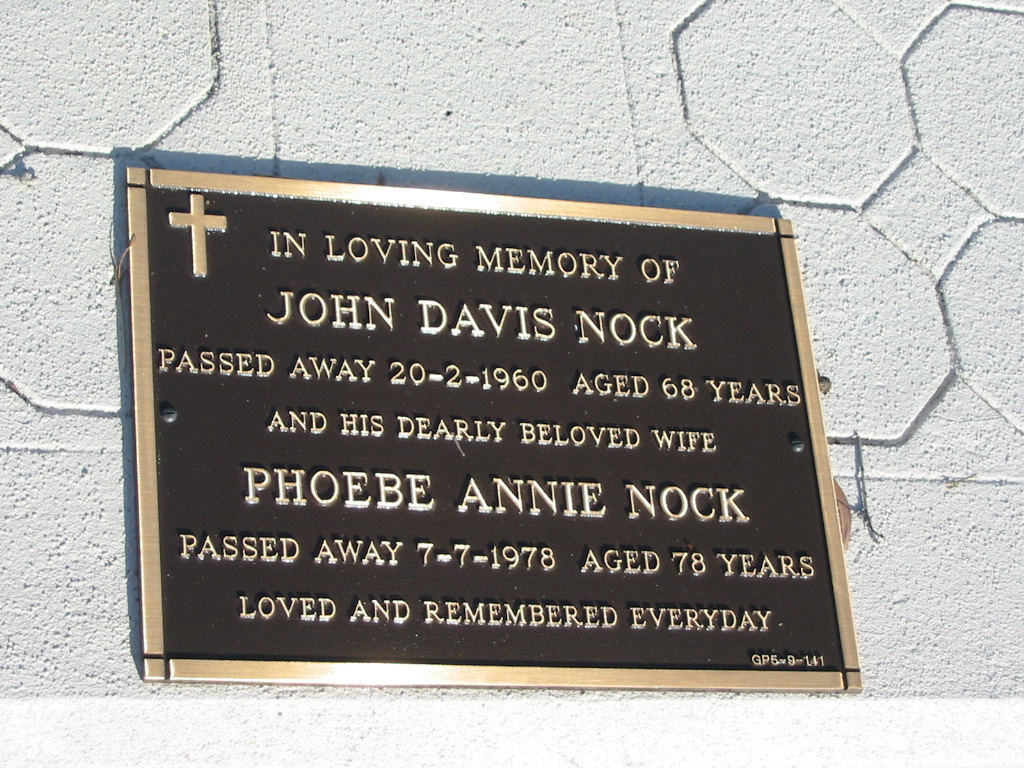 IN LOVING MEMORY OF
JOHN DAVIS NOCK
PASSED AWAY 20-2-1960 AGED 68 YEARS
AND HIS DEARLY BELOVED WIFE
PHOEBE ANNIE NOCK
PASSED AWAY 7-7-1978 AGED 78 YEARS
LOVED AND REMEMBERED EVERYDAY
GP5-9-141